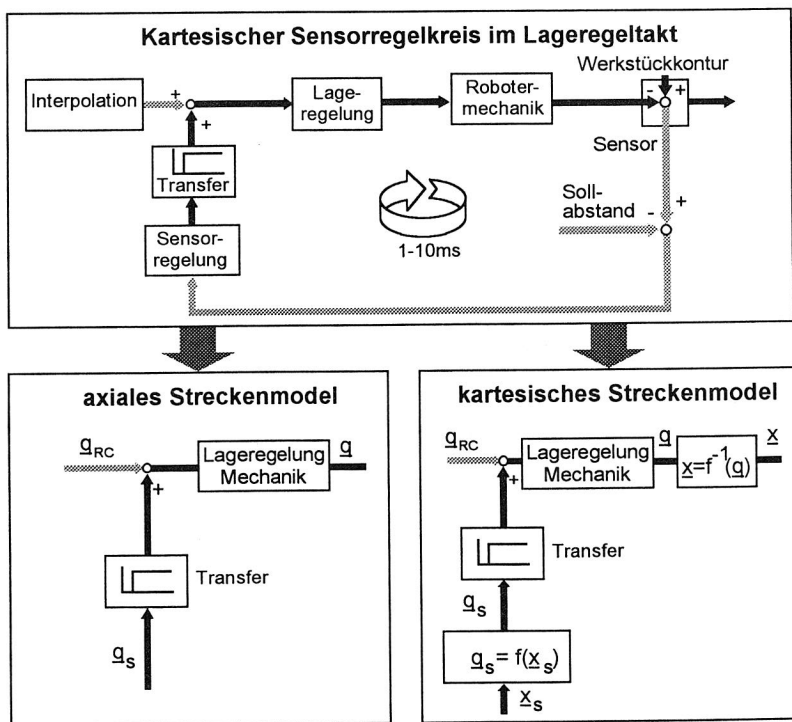 Kartesischer Sensorregelkreis im Lageregeltakt
Werkstückkontur
Interpolation
+
+
Lage-
regelung
Roboter-
mechanik
-
+
Sensor
Transfer
Soll-
abstand
+
-
Sensor-
regelung
1-10ms
axiales Streckenmodel
q_RC
+
Lageregelung
Mechanik
q
Transfer
q_s
kartesisches Streckenmodel
q_RC
+
Lageregelung
Mechanik
q
x=f⁻¹(q)
x
Transfer
q_s
q_s = f(x_s)
x_s